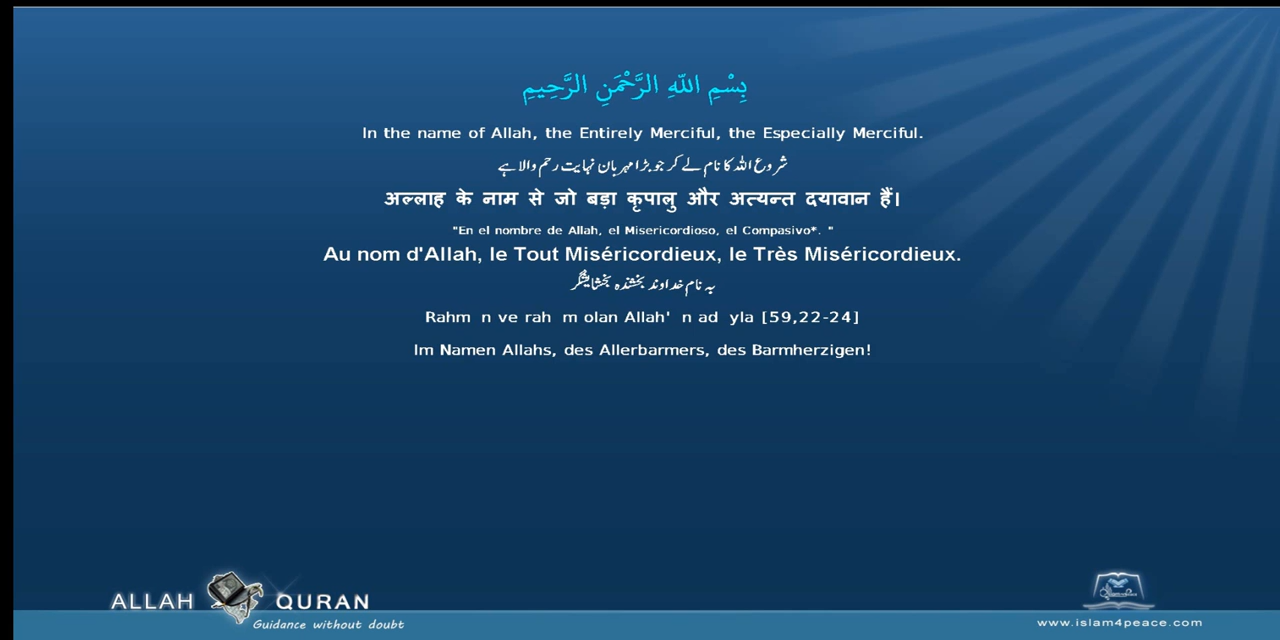 بِسْمِ اللّهِ الرَّحْمَنِ الرَّحِيمِ
In the name of Allah, the Entirely Merciful, the Especially Merciful.
شروع الله کا نام لے کر جو بڑا مہربان نہایت رحم والا ہے
अल्लाह के नाम से जो बड़ा कृपालु और अत्यन्त दयावान हैं।
"En el nombre de Allah, el Misericordioso, el Compasivo*. "
Au nom d'Allah, le Tout Miséricordieux, le Très Miséricordieux.
به نام خداوند بخشنده بخشایشگر
Rahm n ve rah m olan Allah' n ad yla [59,22-24]
Im Namen Allahs, des Allerbarmers, des Barmherzigen!
ALLAH QURAN
Guidance without doubt
www.islam4peace.com